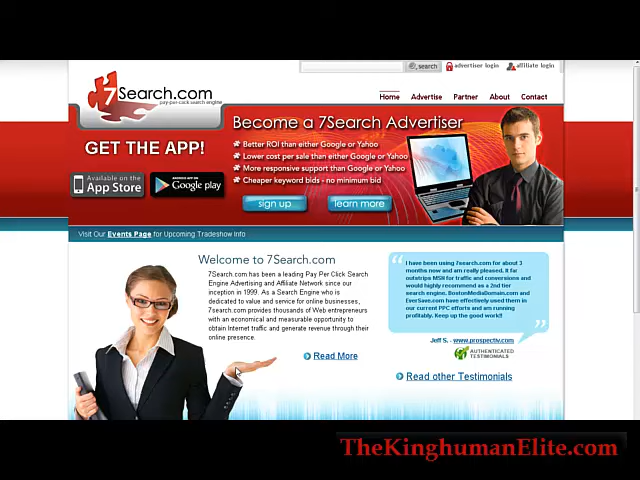 search
advertiser login
affiliate login
7Search.com
pay-per-click search engine
Home
Advertise
Partner
About
Contact
GET THE APP!
Available on the
App Store
ANDROID APP ON
Google play
Become a 7Search Advertiser
Better ROI than either Google or Yahoo
Lower cost per sale than either Google or Yahoo
More responsive support than Google or Yahoo
Cheaper keyword bids - no minimum bid
sign up
learn more
Visit Our Events Page for Upcoming Tradeshow Info
Welcome to 7Search.com
7Search.com has been a leading Pay Per Click Search
Engine Advertising and Affiliate Network since our
inception in 1999. As a Search Engine who is
dedicated to value and service for online businesses,
7search.com provides thousands of Web entrepreneurs
with an economical and measurable opportunity to
obtain Internet traffic and generate revenue through their
online presence.
Read More
I have been using 7search.com for about 3
months now and am really pleased. It far
outstrips MSN for traffic and conversions and
would highly recommend as a 2nd tier
search engine. BostonMediaDomain.com and
EverSave.com have effectively used them in
our current PPC efforts and am running
profitably. Keep up the good work!!
Jeff S. - www.prospectiv.com
AUTHENTICATED
TESTIMONIALS
Read other Testimonials
TheKinghumanElite.com